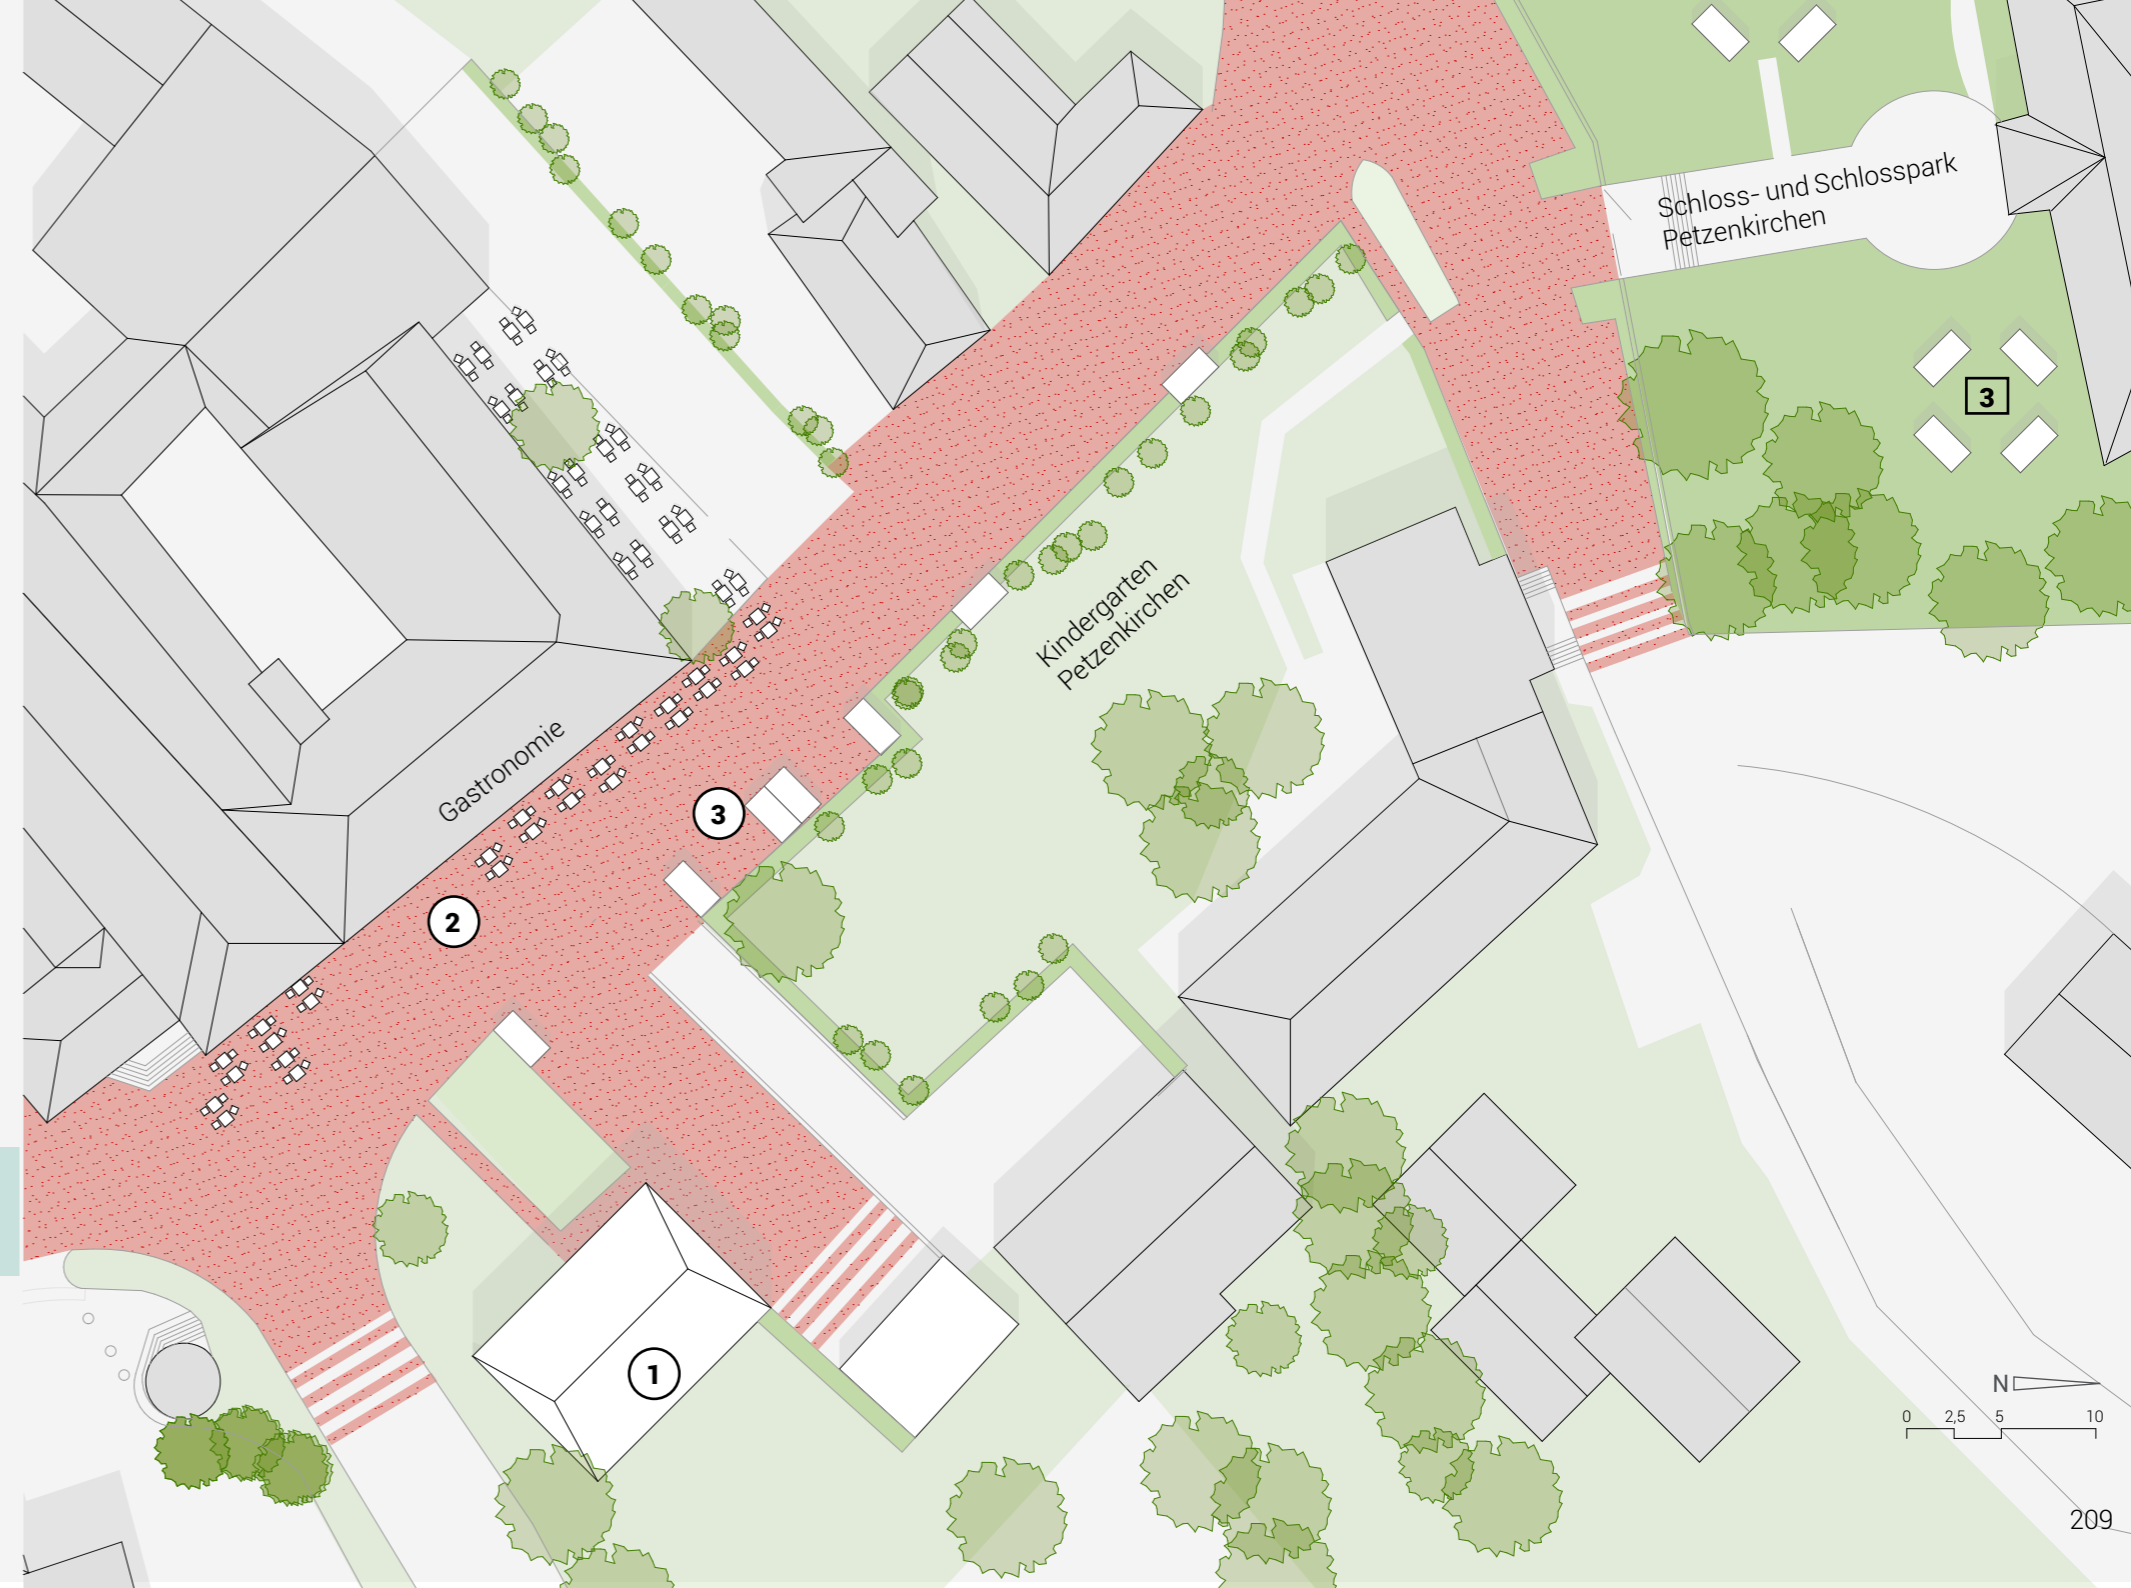 Schloss- und Schlosspark
Petzenkirchen
3
Kindergarten
Petzenkirchen
Gastronomie
3
2
1
N
0 2,5 5 10
209